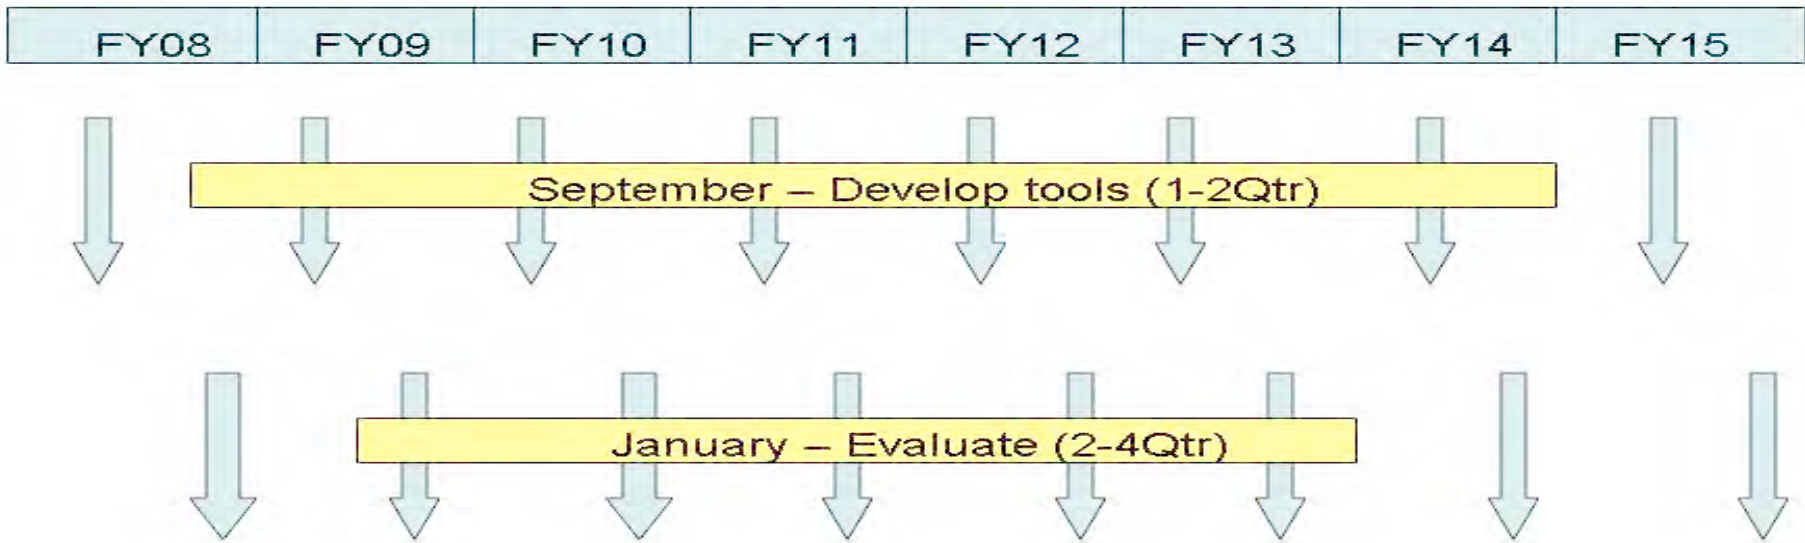 FY08 FY09 FY10 FY11 FY12 FY13 FY14 FY15
September – Develop tools (1-2Qtr)
January – Evaluate (2-4Qtr)